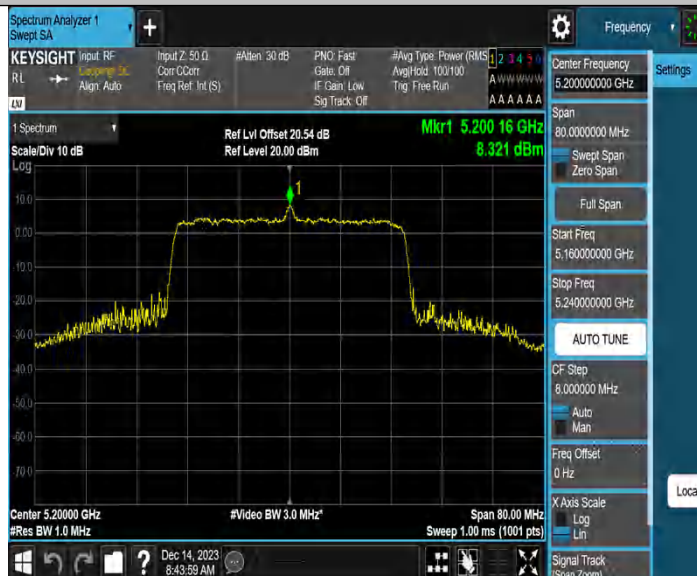 Spectrum Analyzer 1
Swept SA
Frequency
KEYSIGHT
RL
LXI
Input: RF
Coupling: DC
Align: Auto
Input Z: 50 Ω
Corr CCorr
Freq Ref: Int (S)
#Atten: 30 dB
PNO: Fast
Gate: Off
IF Gain: Low
Sig Track: Off
#Avg Type: Power (RMS
Avg|Hold: 100/100
Trig: Free Run
1 2 3 4 5 6
A W W W W W
A A A A A A
Center Frequency
5.200000000 GHz
Settings
1 Spectrum
Scale/Div 10 dB
Log
Ref Lvl Offset 20.54 dB
Ref Level 20.00 dBm
Mkr1 5.200 16 GHz
8.321 dBm
Span
80.0000000 MHz
Swept Span
Zero Span
Full Span
Start Freq
5.160000000 GHz
Stop Freq
5.240000000 GHz
AUTO TUNE
CF Step
8.000000 MHz
Auto
Man
Freq Offset
0 Hz
X Axis Scale
Log
Lin
Signal Track
(Span Zoom)
Loca
1
10.0
0.00
-10.0
-20.0
-30.0
-40.0
-50.0
-60.0
-70.0
Center 5.20000 GHz
#Res BW 1.0 MHz
#Video BW 3.0 MHz*
Span 80.00 MHz
Sweep 1.00 ms (1001 pts)
?
Dec 14, 2023
8:43:59 AM